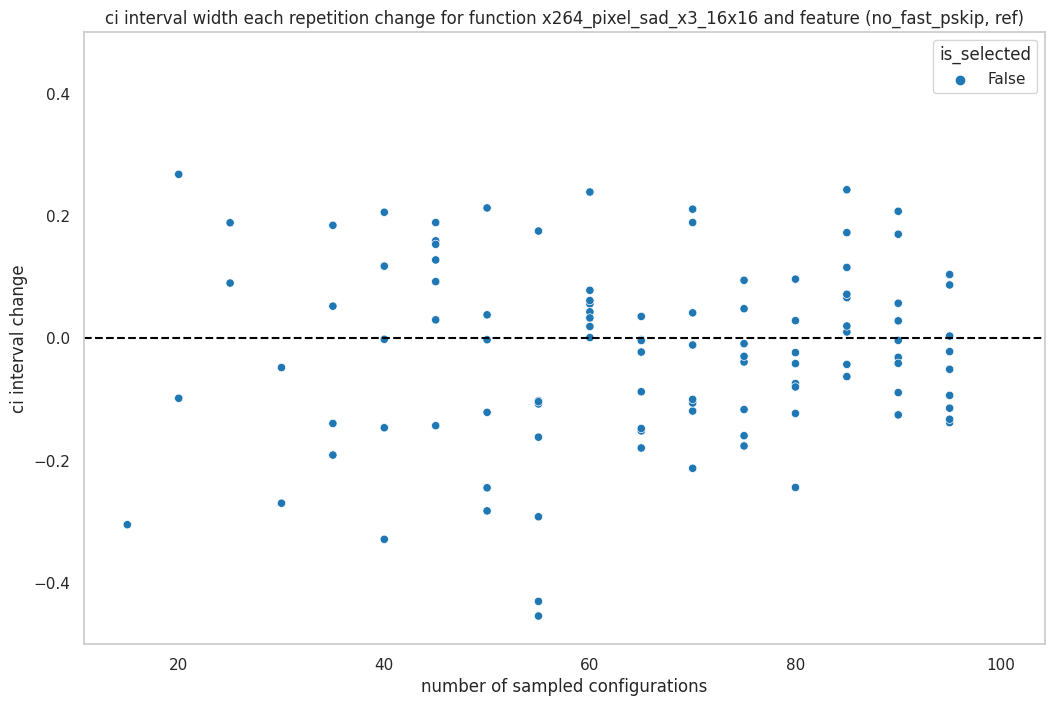 ci interval width each repetition change for function x264_pixel_sad_x3_16x16 and feature (no_fast_pskip, ref)
is_selected
False
0.4
0.2
0.0
−0.2
−0.4
ci interval change
20 40 60 80 100
number of sampled configurations